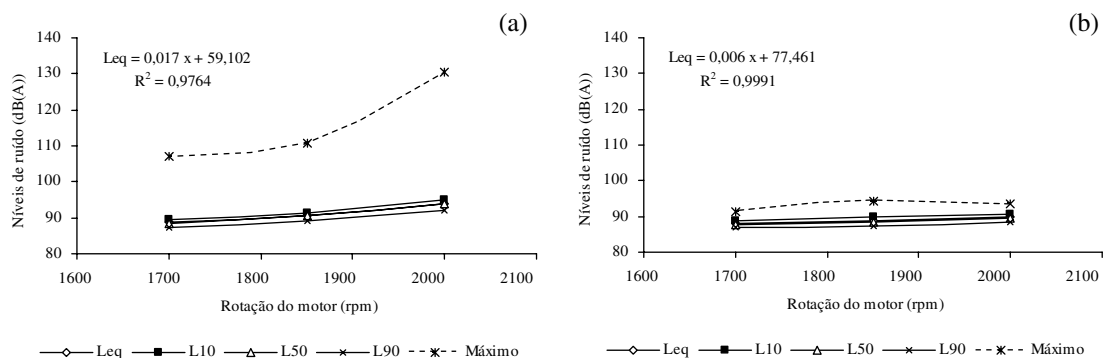 (a)
140
130
120
110
100
90
80
Níveis de ruído (dB(A))
Leq = 0,017 x + 59,102
R² = 0,9764
1600 1700 1800 1900 2000 2100
Rotação do motor (rpm)
Leq L10 L50 L90 Máximo
(b)
140
130
120
110
100
90
80
Níveis de ruído (dB(A))
Leq = 0,006 x + 77,461
R² = 0,9991
1600 1700 1800 1900 2000 2100
Rotação do motor (rpm)
Leq L10 L50 L90 Máximo